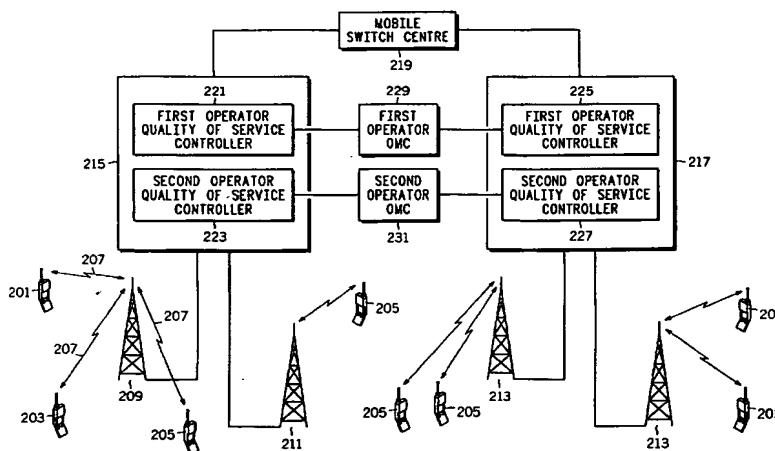 MOBILE
SWITCH CENTRE
219
221
229
225
FIRST OPERATOR
QUALITY OF SERVICE
CONTROLLER
FIRST
OPERATOR
OMC
FIRST OPERATOR
QUALITY OF SERVICE
CONTROLLER
215
217
SECOND OPERATOR
QUALITY OF SERVICE
CONTROLLER
SECOND
OPERATOR
OMC
SECOND OPERATOR
QUALITY OF SERVICE
CONTROLLER
223
231
227
207
201
207
205
207
203
209
205
211
205
205
213
213